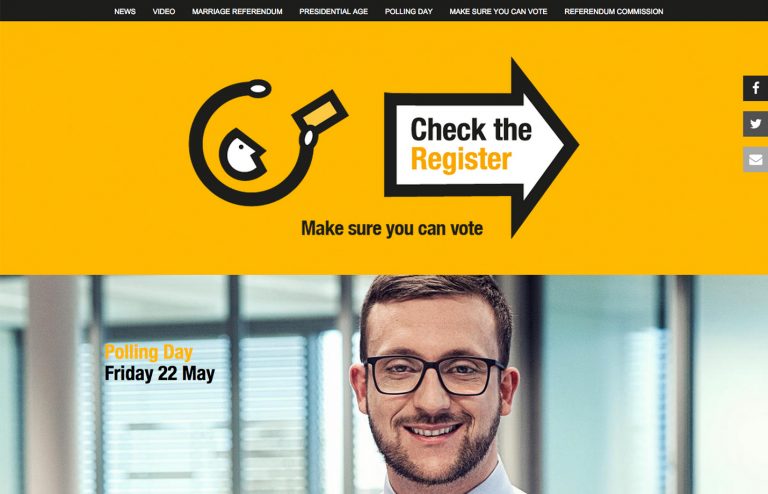 NEWS VIDEO MARRIAGE REFERENDUM PRESIDENTIAL AGE POLLING DAY MAKE SURE YOU CAN VOTE REFERENDUM COMMISSION
Check the
Register
Make sure you can vote
Polling Day
Friday 22 May